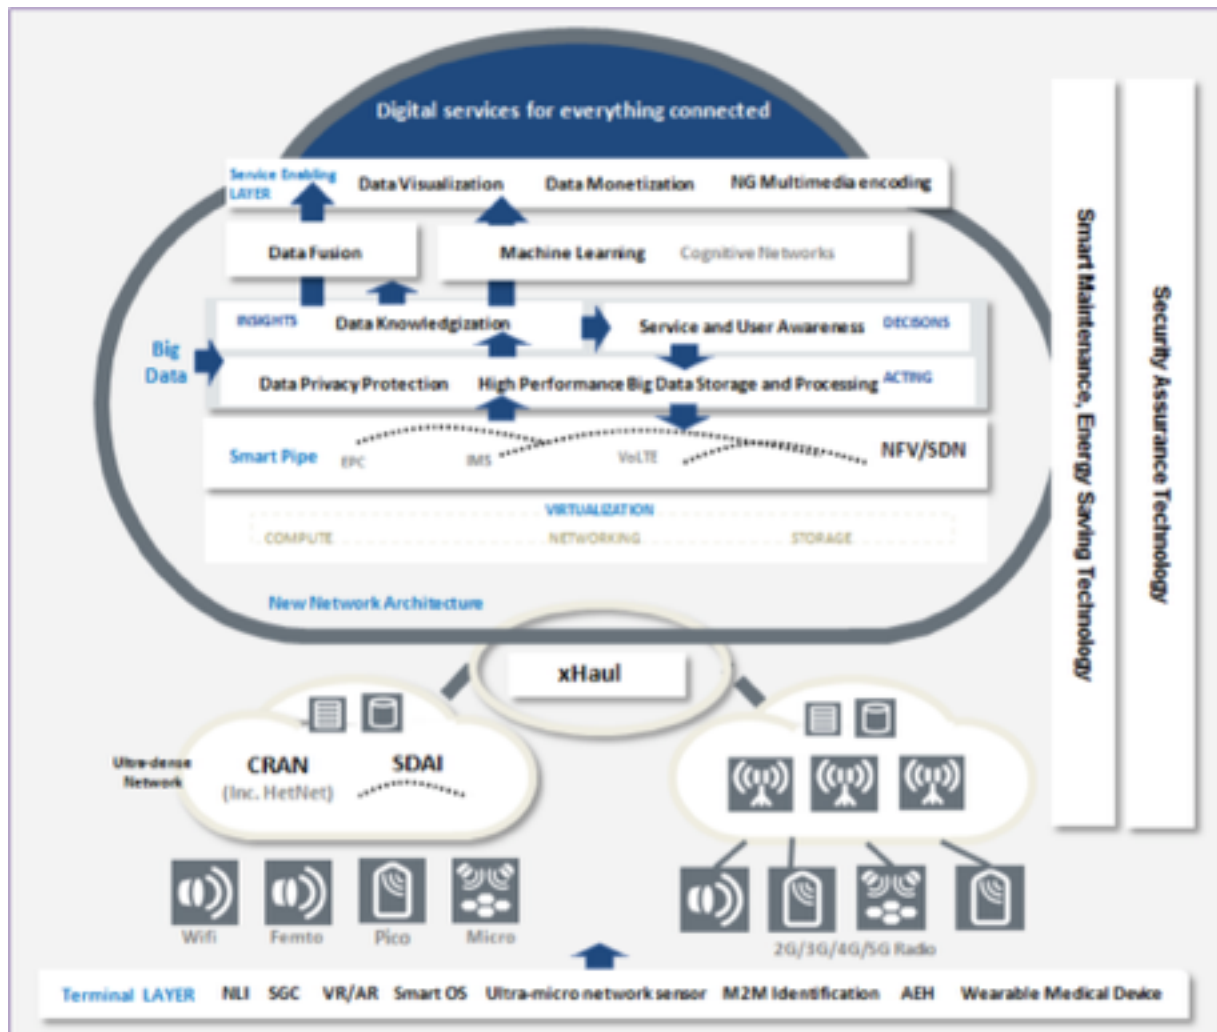 Digital services for everything connected
Service Enabling
LAYER
Data Visualization
Data Monetization
NG Multimedia encoding
Data Fusion
Machine Learning
Cognitive Networks
INSIGHTS
Data Knowledgization
Service and User Awareness
DECISONS
Big
Data
Data Privacy Protection
High Performance Big Data Storage and Processing
ACTING
Smart Pipe
EPC
IMS
VoLTE
NFV/SDN
VIRTUALIZATION
COMPUTE
NETWORKING
STORAGE
New Network Architecture
xHaul
Ultra-dense
Network
CRAN
(Inc. HetNet)
SDAI
Wifi
Femto
Pico
Micro
2G/3G/4G/5G Radio
Terminal LAYER
NLI
SGC
VR/AR
Smart OS
Ultra-micro network sensor
M2M Identification
AEH
Wearable Medical Device
Smart Maintenance, Energy Saving Technology
Security Assurance Technology